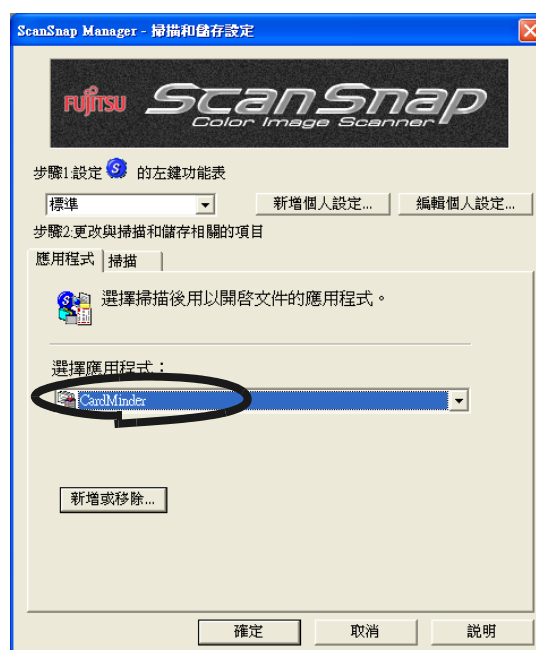 ScanSnap Manager - 掃描和儲存設定
FUJITSU ScanSnap
Color Image Scanner
步驟1:設定 S 的左鍵功能表
標準 新增個人設定... 編輯個人設定...
步驟2:更改與掃描和儲存相關的項目
應用程式 掃描
選擇掃描後用以開啓文件的應用程式。
選擇應用程式：
CardMinder
新增或移除...
確定 取消 説明